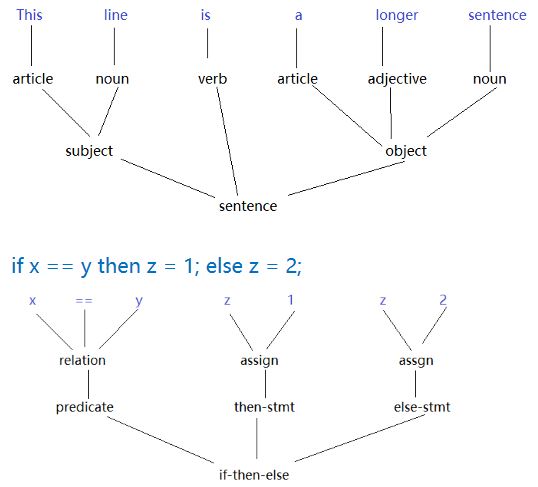 This line is a longer sentence
article noun verb article adjective noun
subject object
sentence
if x == y then z = 1; else z = 2;
x == y z 1 z 2
relation assign assgn
predicate then-stmt else-stmt
if-then-else